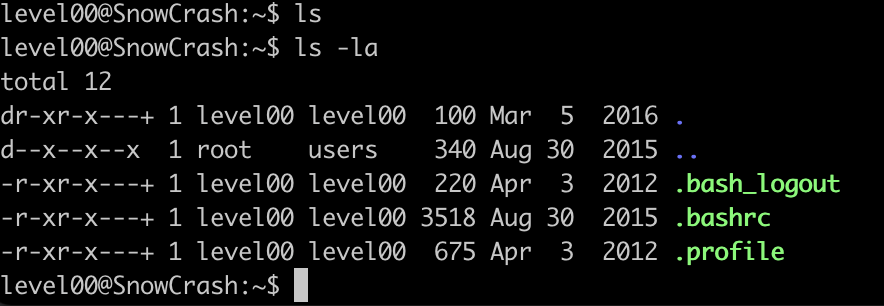 level00@SnowCrash:~$ ls
level00@SnowCrash:~$ ls -la
total 12
dr-xr-x---+ 1 level00 level00  100 Mar  5  2016 .
d--x--x--x  1 root    users    340 Aug 30  2015 ..
-r-xr-x---+ 1 level00 level00  220 Apr  3  2012 .bash_logout
-r-xr-x---+ 1 level00 level00 3518 Aug 30  2015 .bashrc
-r-xr-x---+ 1 level00 level00  675 Apr  3  2012 .profile
level00@SnowCrash:~$